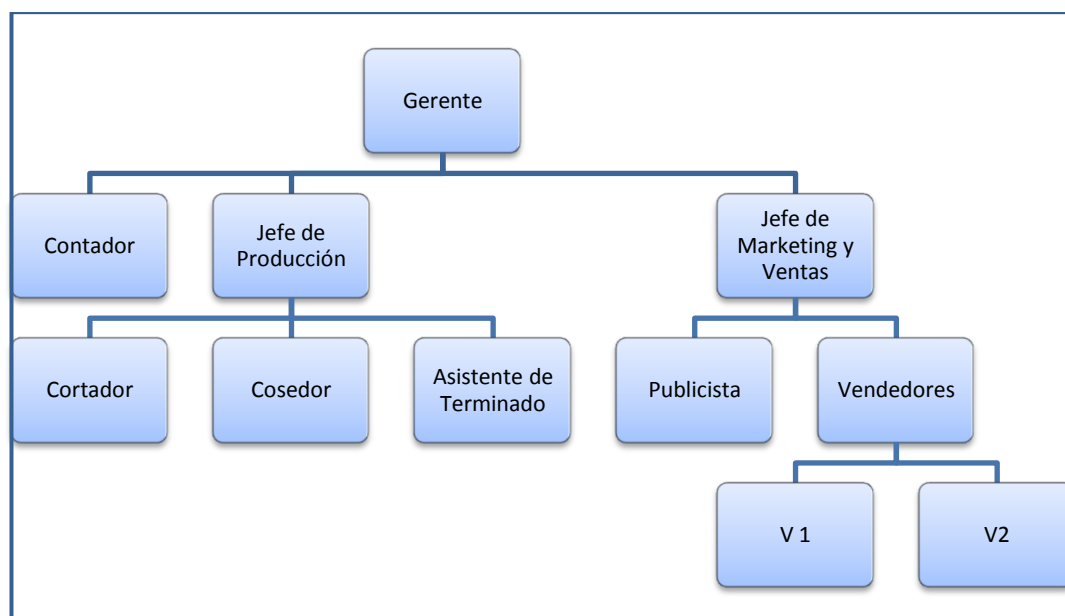 Gerente
Contador
Jefe de
Producción
Jefe de
Marketing y
Ventas
Cortador
Cosedor
Asistente de
Terminado
Publicista
Vendedores
V 1
V2